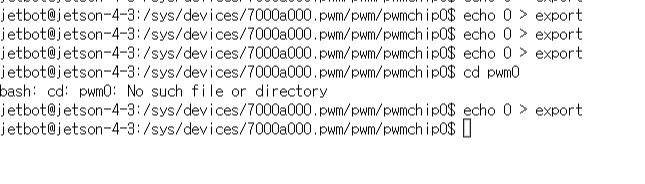 jetbot@jetson-4-3:/sys/devices/7000a000.pwm/pwm/pwmchip0$ echo 0 > export
jetbot@jetson-4-3:/sys/devices/7000a000.pwm/pwm/pwmchip0$ echo 0 > export
jetbot@jetson-4-3:/sys/devices/7000a000.pwm/pwm/pwmchip0$ echo 0 > export
jetbot@jetson-4-3:/sys/devices/7000a000.pwm/pwm/pwmchip0$ cd pwm0
bash: cd: pwm0: No such file or directory
jetbot@jetson-4-3:/sys/devices/7000a000.pwm/pwm/pwmchip0$ echo 0 > export
jetbot@jetson-4-3:/sys/devices/7000a000.pwm/pwm/pwmchip0$